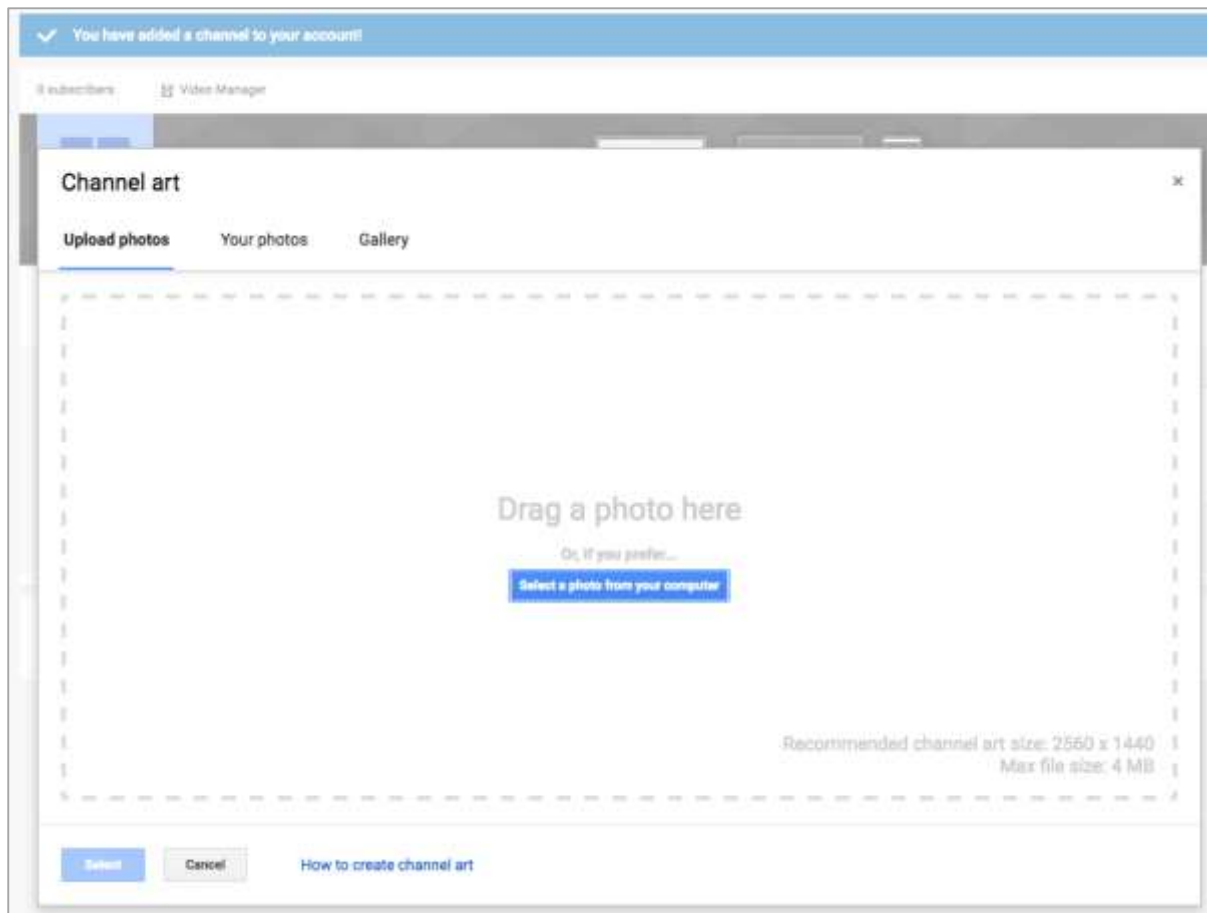 You have added a channel to your account!
0 subscribers Video Manager
Channel art
×
Upload photos Your photos Gallery
Drag a photo here
Or, if you prefer...
Select a photo from your computer
Recommended channel art size: 2560 x 1440
Max file size: 4 MB
Select Cancel How to create channel art